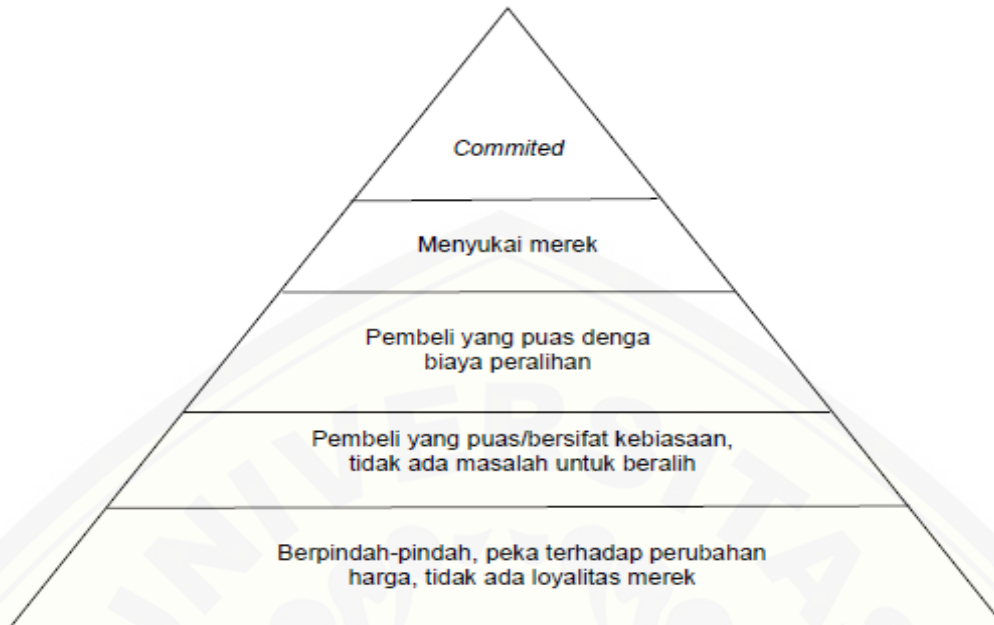 Commited
Menyukai merek
Pembeli yang puas denga
biaya peralihan
Pembeli yang puas/bersifat kebiasaan,
tidak ada masalah untuk beralih
Berpindah-pindah, peka terhadap perubahan
harga, tidak ada loyalitas merek
UNIVERSITAS